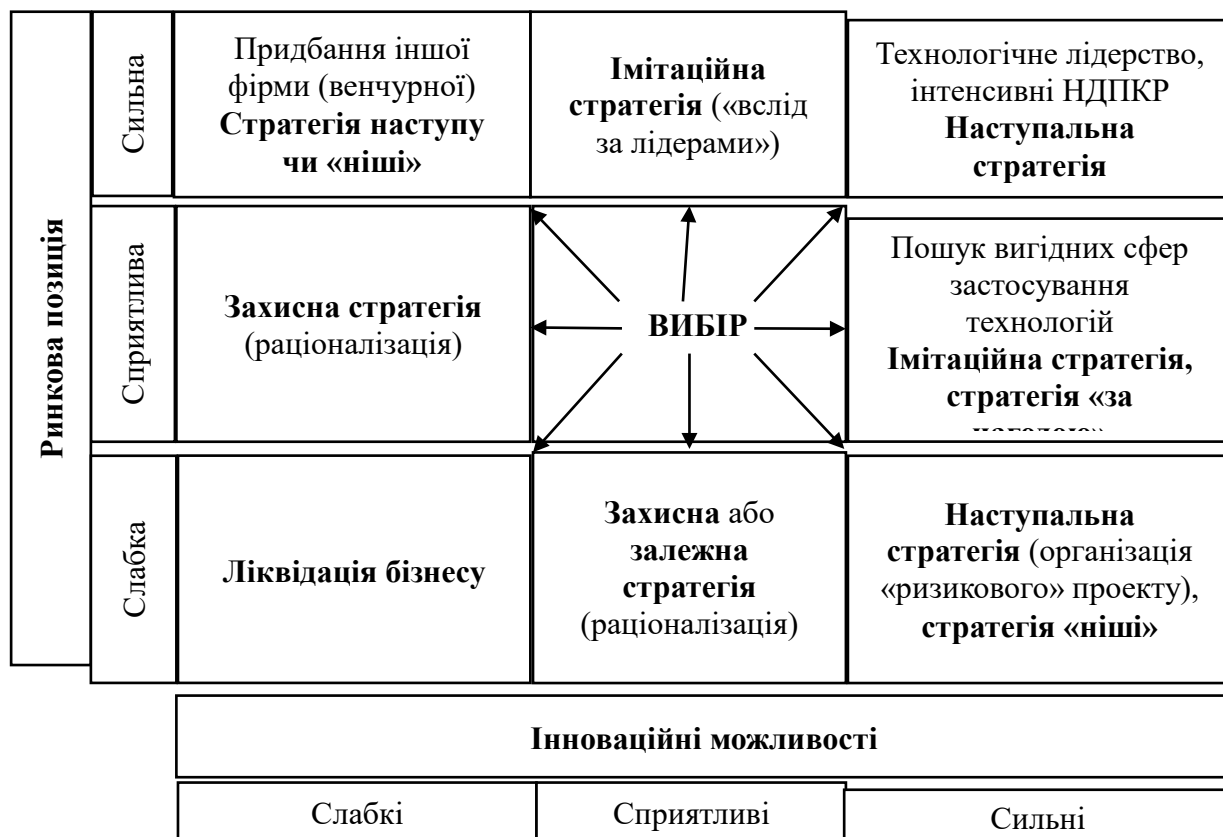 Ринкова позиція
Сильна
Придбання іншої
фірми (венчурної)
Стратегія наступу
чи «ніші»
Імітаційна
стратегія («вслід
за лідерами»)
Технологічне лідерство,
інтенсивні НДПКР
Наступальна
стратегія
Сприятлива
Захисна стратегія
(раціоналізація)
ВИБІР
Пошук вигідних сфер
застосування
технологій
Імітаційна стратегія,
стратегія «за
Слабка
Ліквідація бізнесу
Захисна або
залежна
стратегія
(раціоналізація)
Наступальна
стратегія (організація
«ризикового» проекту),
стратегія «ніші»
Інноваційні можливості
Слабкі
Сприятливі
Сильні